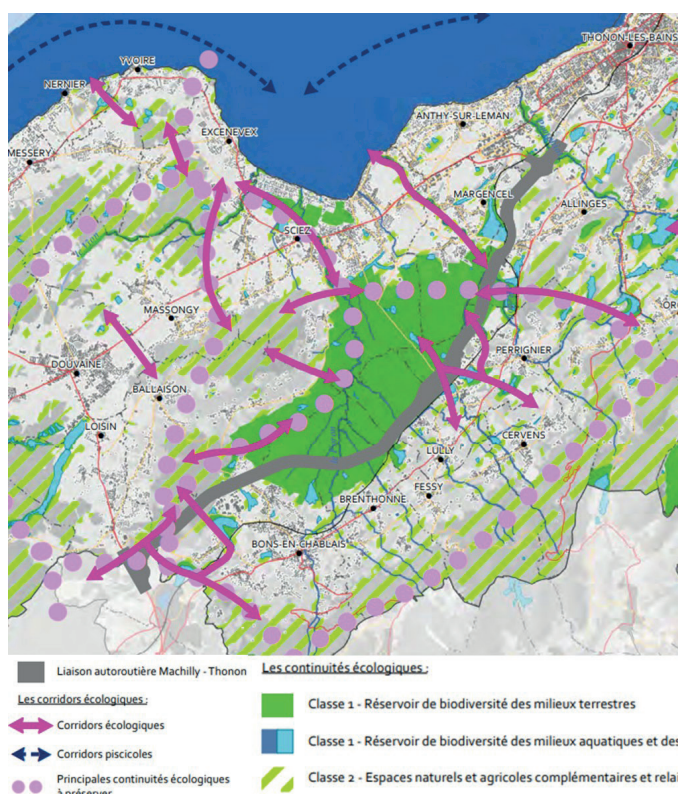 THONON-LES-BAINS
YVOIRE
NERNIER
ANTHY-SUR-LEMAN
EXCENEVEX
MESSERY
MARGENCEL
ALLINGES
SCIEZ
MASSONGY
PERRIGNIER
DOUVAINE
BALLAISON
LOISIN
CERVENS
LULLY
FESSY
BRENTHONNE
BONS-EN-CHABLAIS
Liaison autoroutière Machilly - Thonon
Les continuités écologiques :
Les corridors écologiques :
Classe 1 - Réservoir de biodiversité des milieux terrestres
Corridors écologiques
Classe 1 - Réservoir de biodiversité des milieux aquatiques et des
Corridors piscicoles
Classe 2 - Espaces naturels et agricoles complémentaires et relai
Principales continuités écologiques
à préserver